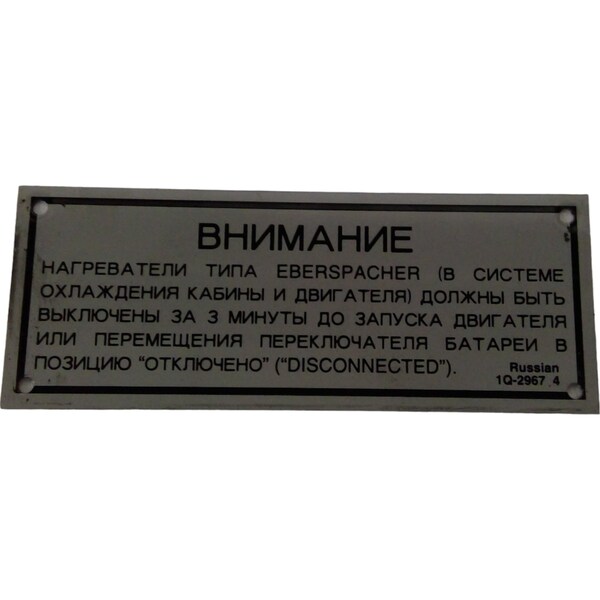 ВНИМАНИЕ
НАГРЕВАТЕЛИ ТИПА EBERSPACHER (В СИСТЕМЕ
ОХЛАЖДЕНИЯ КАБИНЫ И ДВИГАТЕЛЯ) ДОЛЖНЫ БЫТЬ
ВЫКЛЮЧЕНЫ ЗА 3 МИНУТЫ ДО ЗАПУСКА ДВИГАТЕЛЯ
ИЛИ ПЕРЕМЕЩЕНИЯ ПЕРЕКЛЮЧАТЕЛЯ БАТАРЕИ В
ПОЗИЦИЮ “ОТКЛЮЧЕНО” (“DISCONNECTED”).
Russian
1Q-2967 4